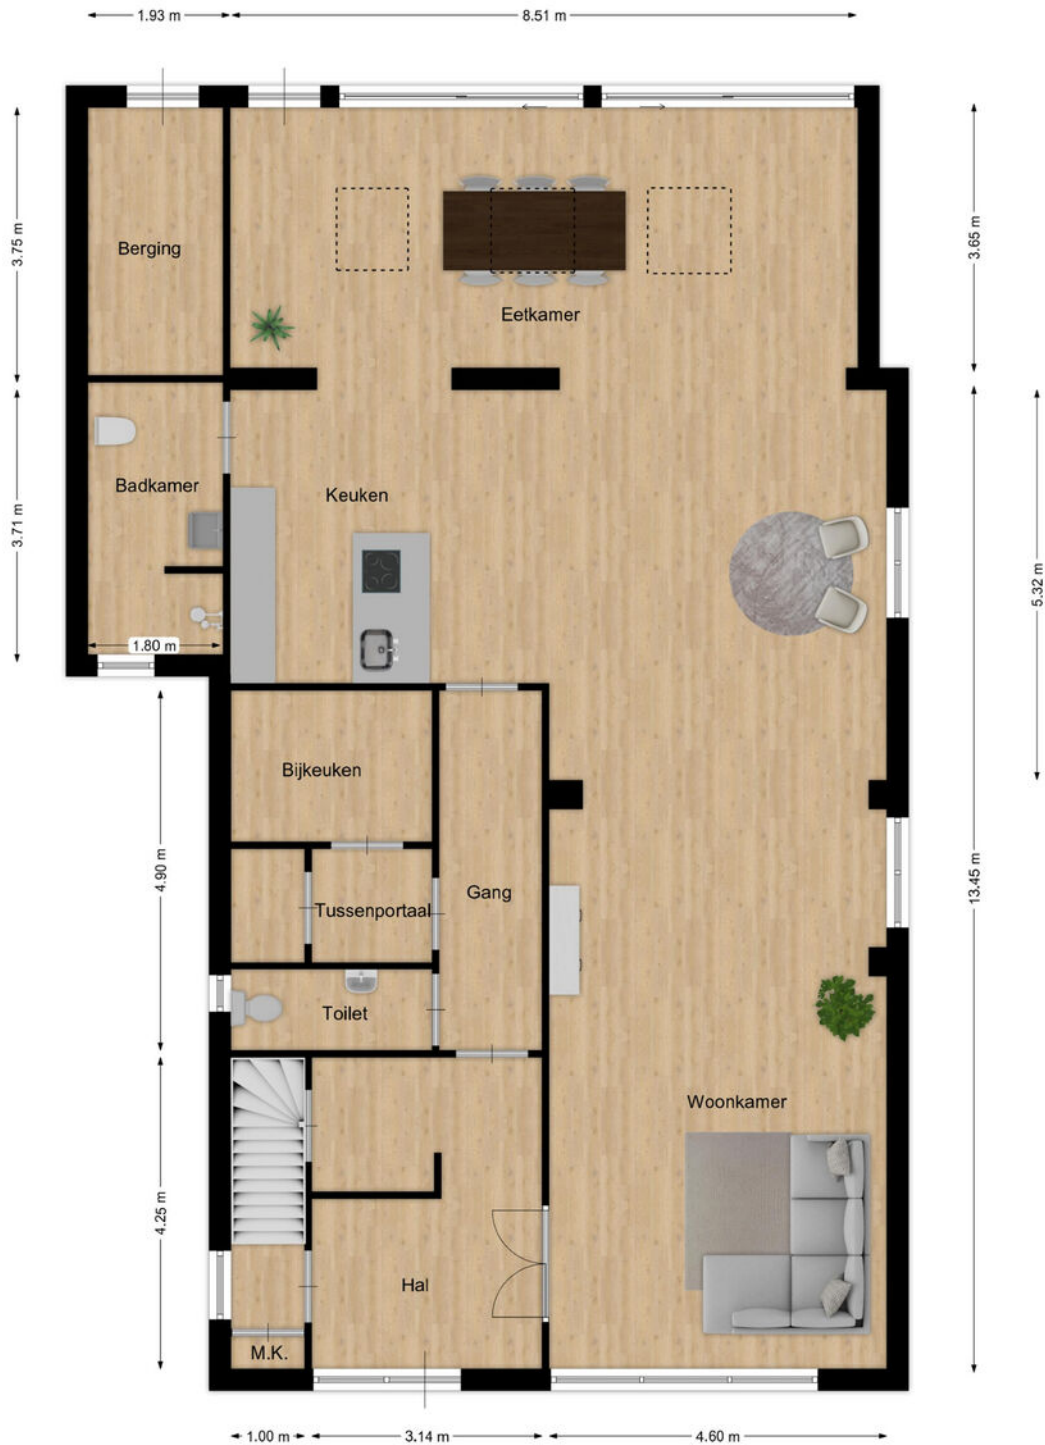 1.93 m
8.51 m
3.75 m
3.65 m
Berging
Eetkamer
Badkamer
Keuken
3.71 m
5.32 m
1.80 m
Bijkeuken
4.90 m
13.45 m
Gang
Tussenportaal
Toilet
Woonkamer
4.25 m
Hal
M.K.
1.00 m
3.14 m
4.60 m